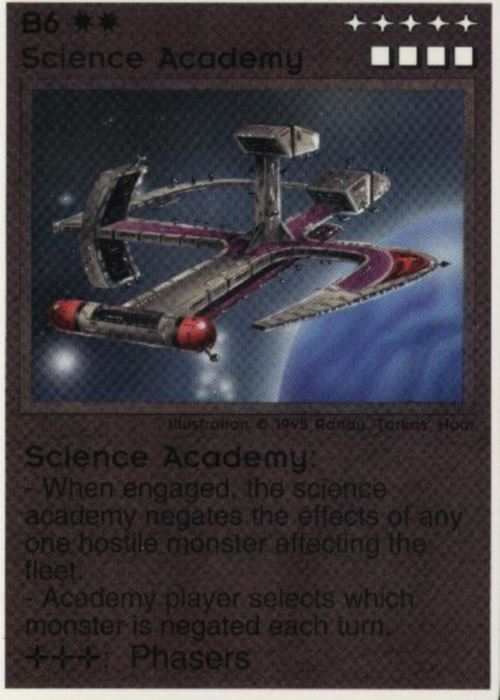 B6
Science Academy
Illustration © 1995 Randy 'Tarkas' Hoar
Science Academy:
- When engaged, the science
academy negates the effects of any
one hostile monster affecting the
fleet.
- Academy player selects which
monster is negated each turn.
+++: Phasers